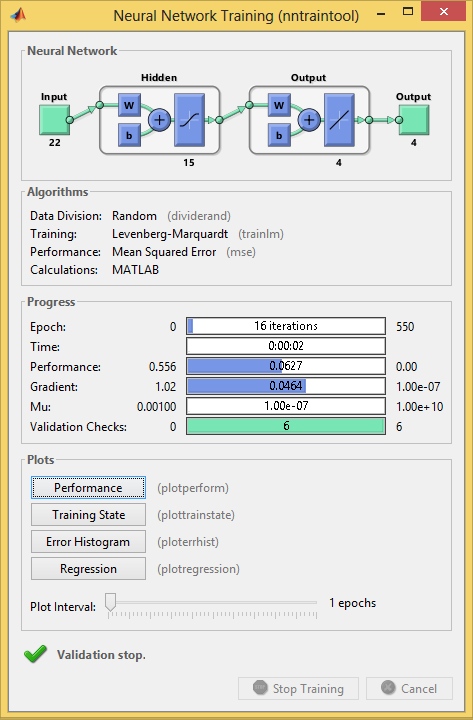 Neural Network Training (nntraintool)
Neural Network
Hidden Output
Input Output
W W
b b
+ +
22 4
15 4
Algorithms
Data Division: Random (dividerand)
Training: Levenberg-Marquardt (trainlm)
Performance: Mean Squared Error (mse)
Calculations: MATLAB
Progress
Epoch: 0 16 iterations 550
Time: 0:00:02
Performance: 0.556 0.0627 0.00
Gradient: 1.02 0.0464 1.00e-07
Mu: 0.00100 1.00e-07 1.00e+10
Validation Checks: 0 6 6
Plots
Performance (plotperform)
Training State (plottrainstate)
Error Histogram (ploterrhist)
Regression (plotregression)
Plot Interval: 1 epochs
Validation stop.
Stop Training Cancel